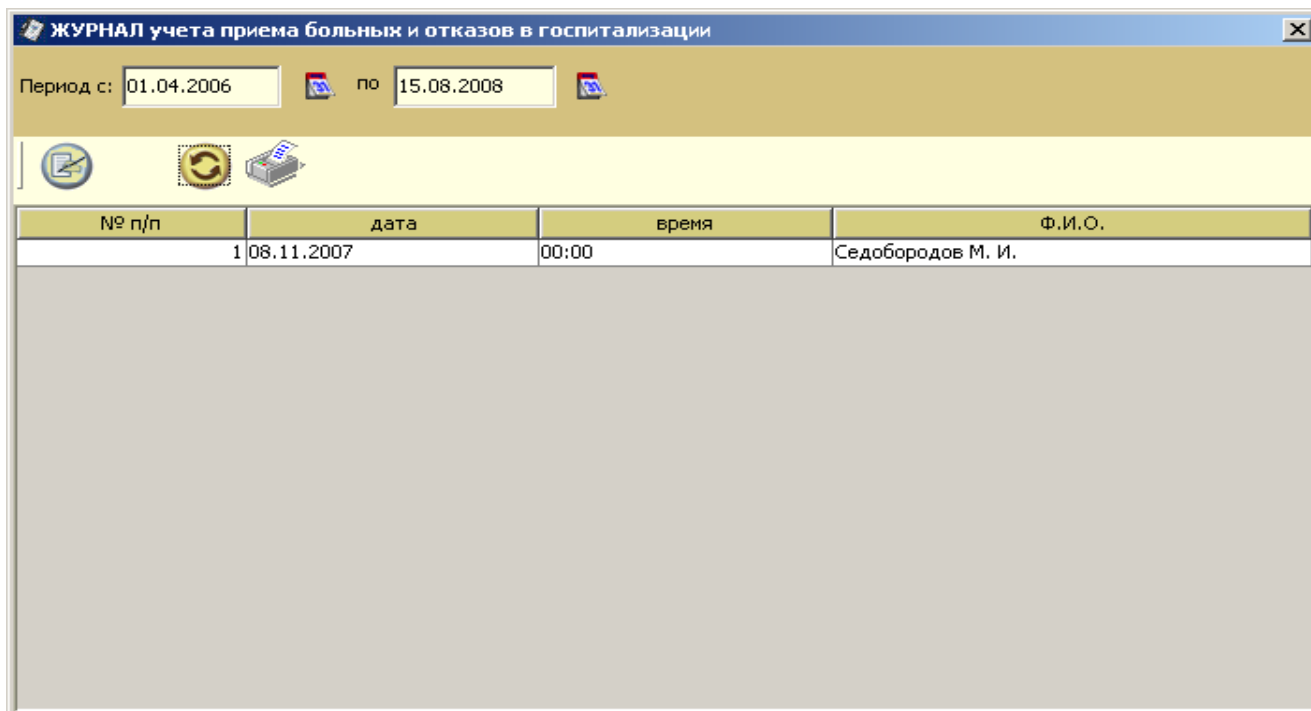 ЖУРНАЛ учета приема больных и отказов в госпитализации
Период с: 01.04.2006 по 15.08.2008
№ п/п дата время Ф.И.О.
1 08.11.2007 00:00 Седобородов М. И.